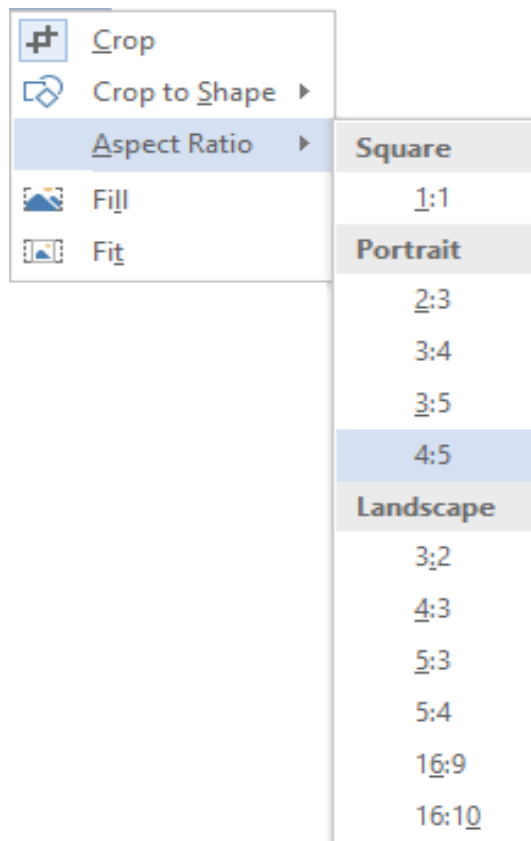 Crop
Crop to Shape
Aspect Ratio
Fill
Fit
Square
1:1
Portrait
2:3
3:4
3:5
4:5
Landscape
3:2
4:3
5:3
5:4
16:9
16:10